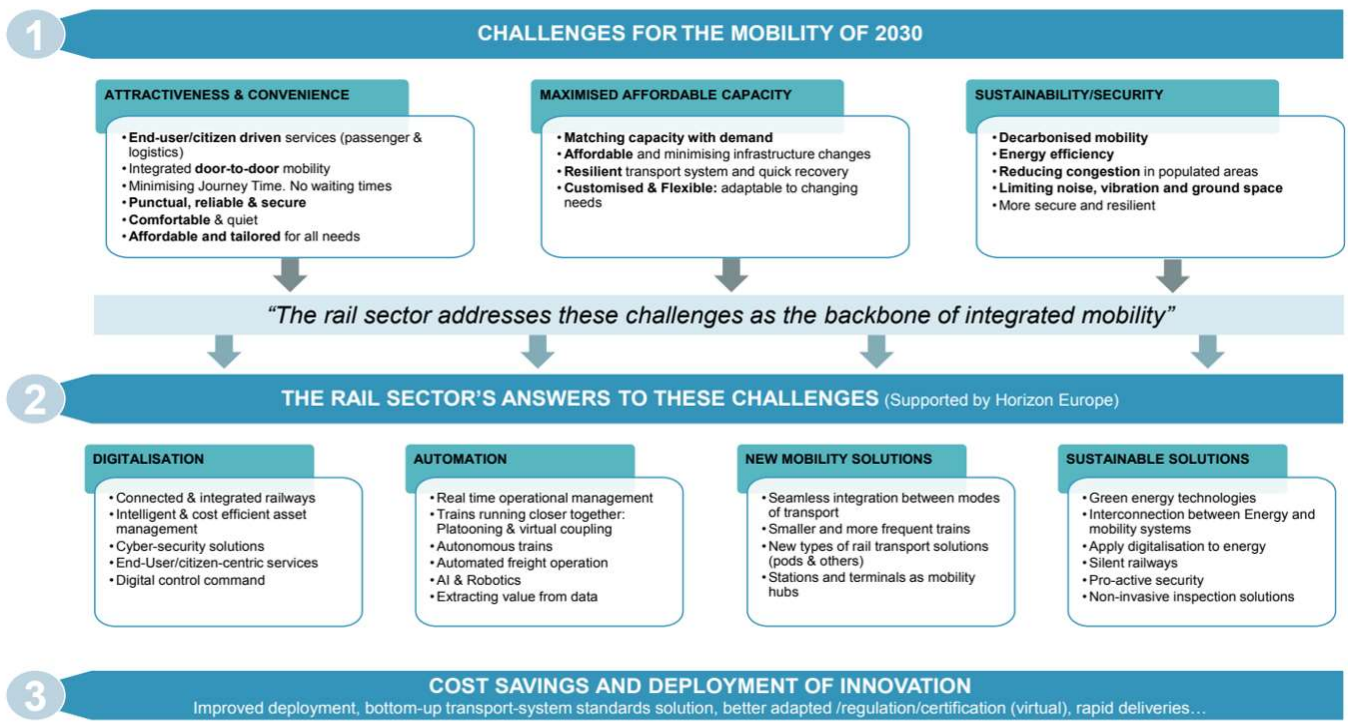 1
CHALLENGES FOR THE MOBILITY OF 2030
ATTRACTIVENESS & CONVENIENCE
• End-user/citizen driven services (passenger &
logistics)
• Integrated door-to-door mobility
• Minimising Journey Time. No waiting times
• Punctual, reliable & secure
• Comfortable & quiet
• Affordable and tailored for all needs
MAXIMISED AFFORDABLE CAPACITY
• Matching capacity with demand
• Affordable and minimising infrastructure changes
• Resilient transport system and quick recovery
• Customised & Flexible: adaptable to changing
needs
SUSTAINABILITY/SECURITY
• Decarbonised mobility
• Energy efficiency
• Reducing congestion in populated areas
• Limiting noise, vibration and ground space
• More secure and resilient
“The rail sector addresses these challenges as the backbone of integrated mobility”
2
THE RAIL SECTOR’S ANSWERS TO THESE CHALLENGES (Supported by Horizon Europe)
DIGITALISATION
• Connected & integrated railways
• Intelligent & cost efficient asset
management
• Cyber-security solutions
• End-User/citizen-centric services
• Digital control command
AUTOMATION
• Real time operational management
• Trains running closer together:
Platooning & virtual coupling
• Autonomous trains
• Automated freight operation
• AI & Robotics
• Extracting value from data
NEW MOBILITY SOLUTIONS
• Seamless integration between modes
of transport
• Smaller and more frequent trains
• New types of rail transport solutions
(pods & others)
• Stations and terminals as mobility
hubs
SUSTAINABLE SOLUTIONS
• Green energy technologies
• Interconnection between Energy and
mobility systems
• Apply digitalisation to energy
• Silent railways
• Pro-active security
• Non-invasive inspection solutions
3
COST SAVINGS AND DEPLOYMENT OF INNOVATION
Improved deployment, bottom-up transport-system standards solution, better adapted /regulation/certification (virtual), rapid deliveries…